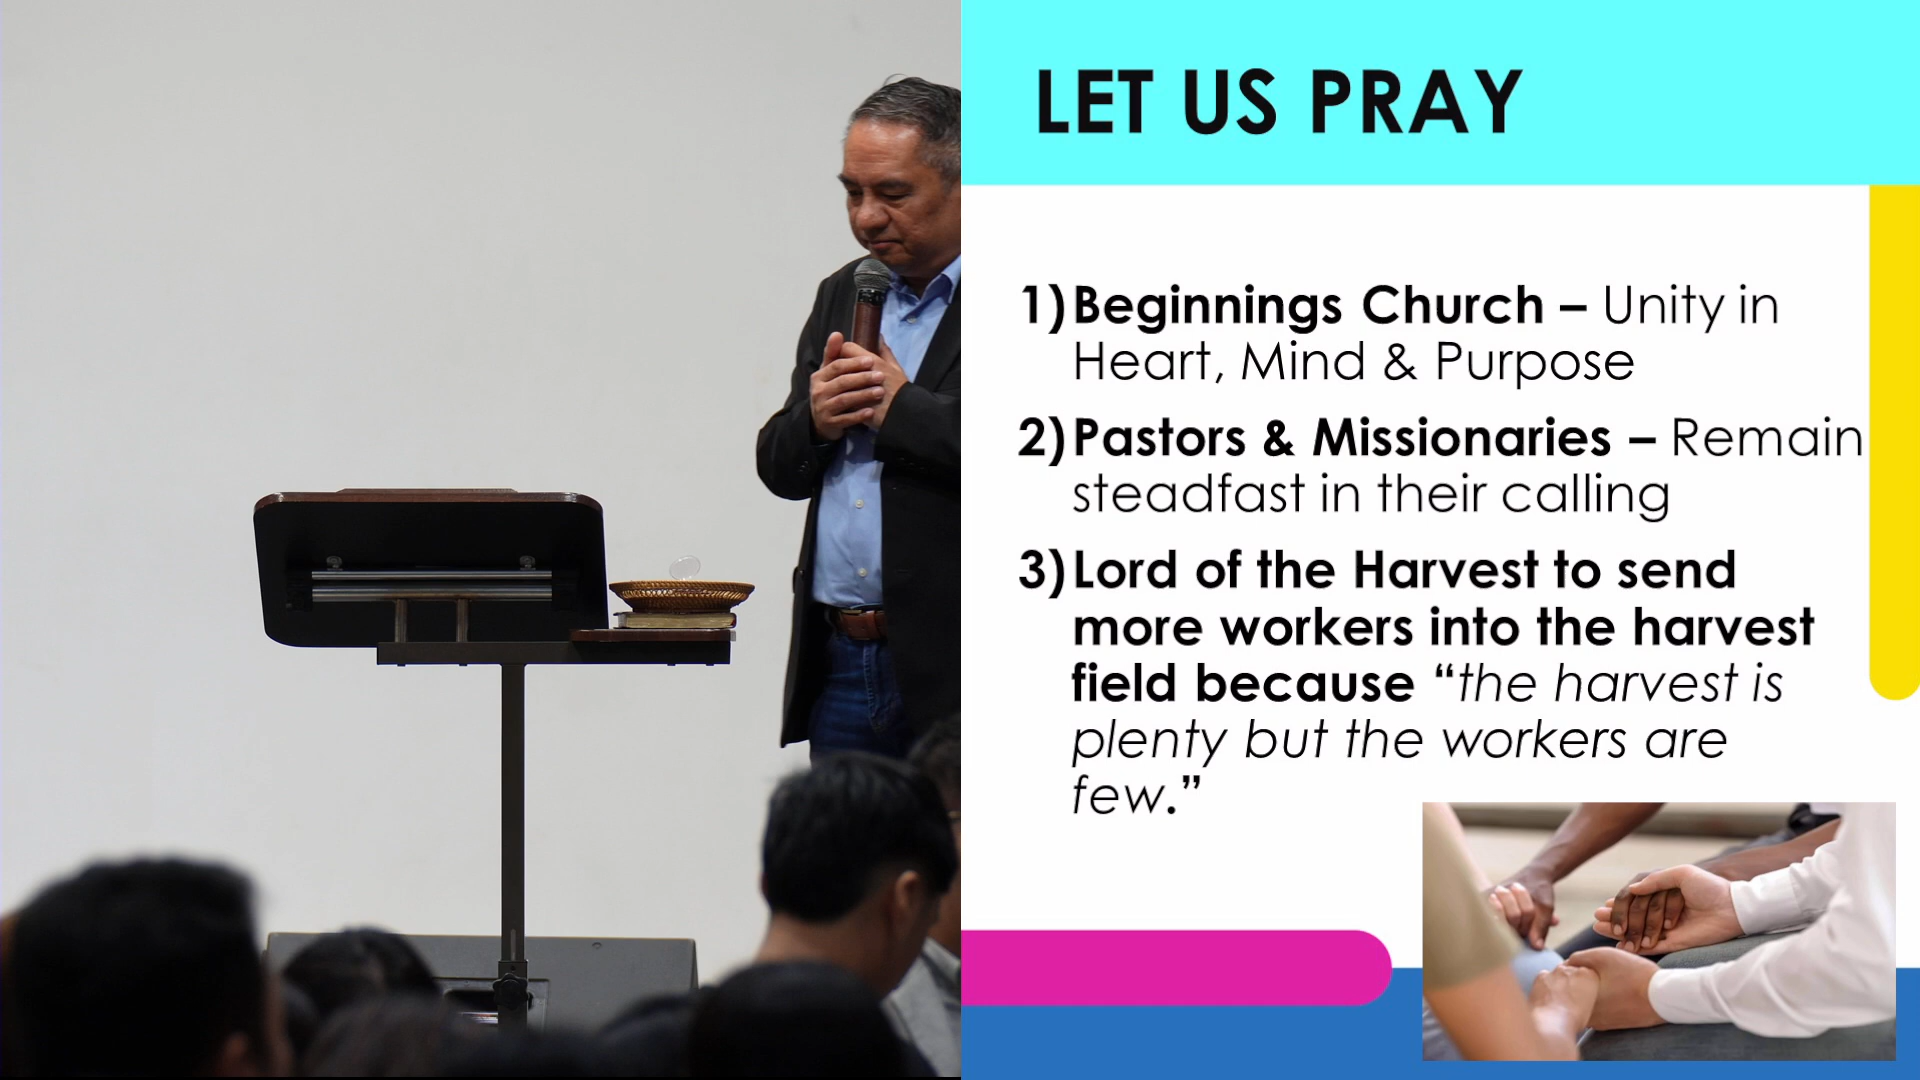 LET US PRAY
1) Beginnings Church – Unity in
Heart, Mind & Purpose
2) Pastors & Missionaries – Remain
steadfast in their calling
3) Lord of the Harvest to send
more workers into the harvest
field because “the harvest is
plenty but the workers are
few.”